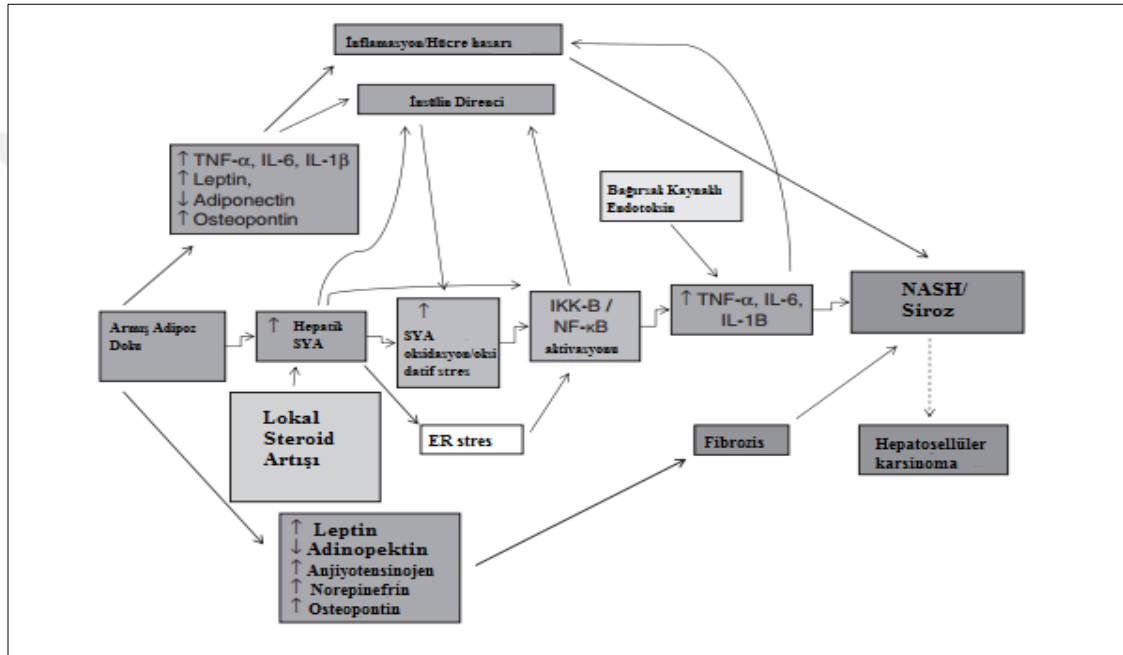 İnflamasyon/Hücre hasarı
İnsülin Direnci
↑ TNF-α, IL-6, IL-1β
↑ Leptin,
↓ Adiponectin
↑ Osteopontin
Bağırsak Kaynaklı
Endotoksin
Armış Adipoz
Doku
↑ Hepatik
SYA
↑
SYA
oksidasyon/oksi
datif stres
IKK-B /
NF-κB
aktivasyonu
↑ TNF-α, IL-6,
IL-1B
NASH/
Siroz
Lokal
Steroid
Artışı
ER stres
Fibrozis
Hepatosellüler
karsinoma
↑ Leptin
↓ Adinopektin
↑ Anjiyotensinojen
↑ Norepinefrin
↑ Osteopontin